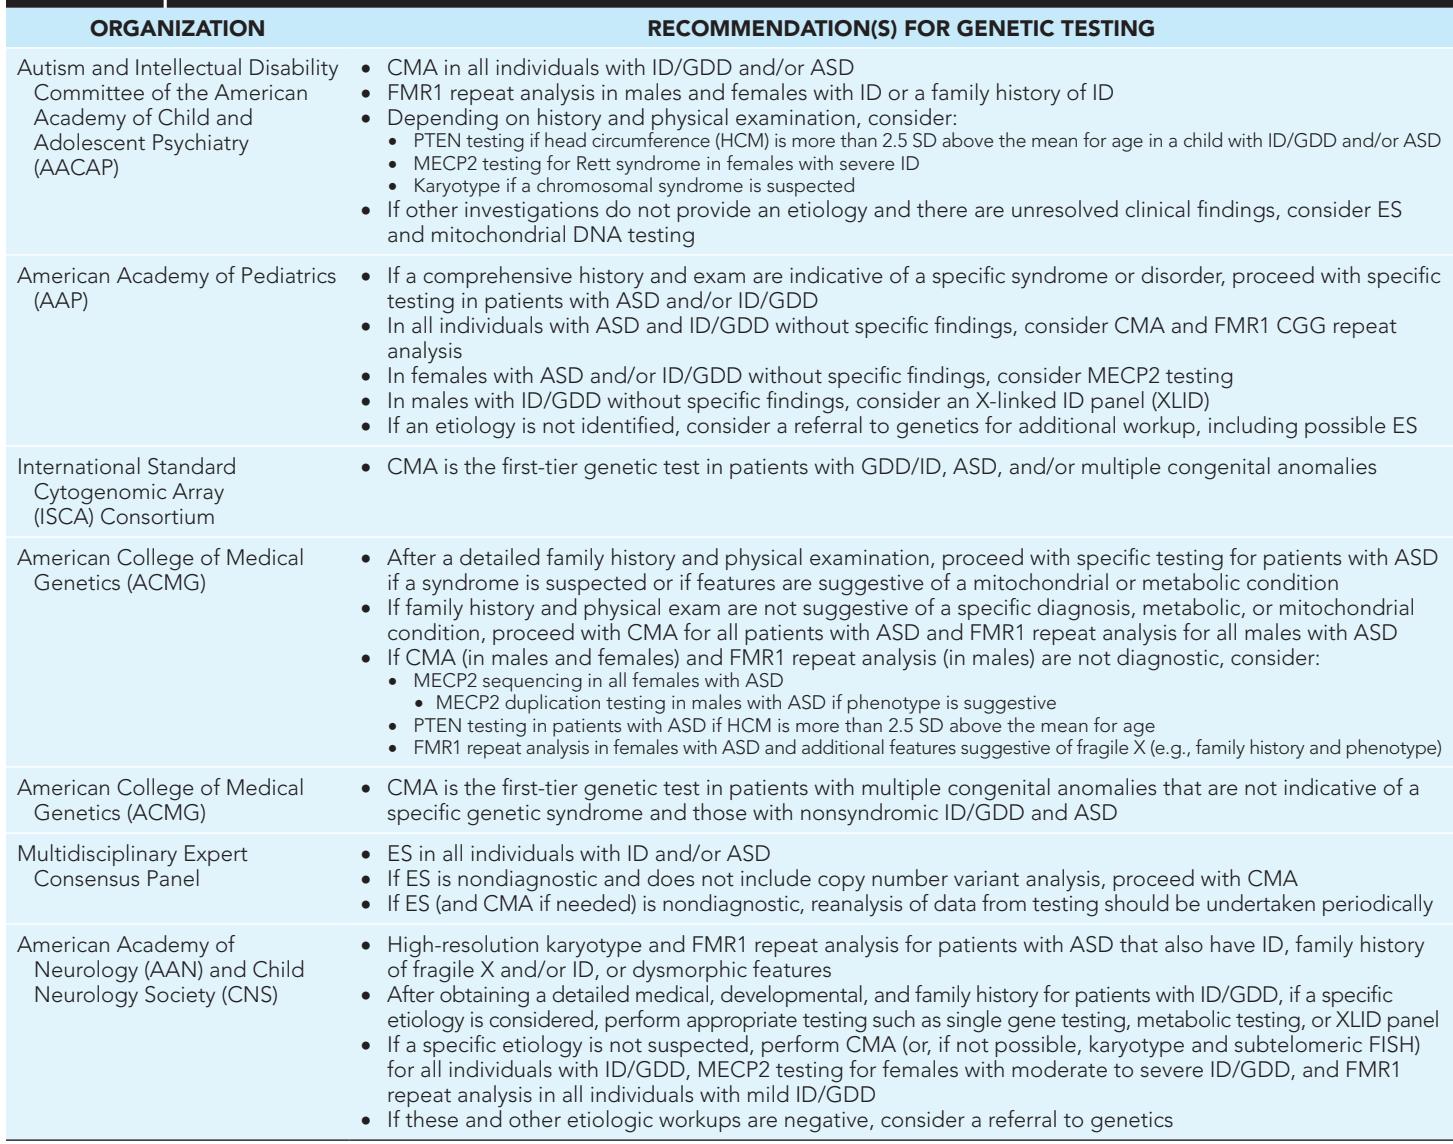 ORGANIZATION
RECOMMENDATION(S) FOR GENETIC TESTING
Autism and Intellectual Disability
Committee of the American
Academy of Child and
Adolescent Psychiatry
(AACAP)
• CMA in all individuals with ID/GDD and/or ASD
• FMR1 repeat analysis in males and females with ID or a family history of ID
• Depending on history and physical examination, consider:
• PTEN testing if head circumference (HCM) is more than 2.5 SD above the mean for age in a child with ID/GDD and/or ASD
• MECP2 testing for Rett syndrome in females with severe ID
• Karyotype if a chromosomal syndrome is suspected
• If other investigations do not provide an etiology and there are unresolved clinical findings, consider ES
and mitochondrial DNA testing
American Academy of Pediatrics
(AAP)
• If a comprehensive history and exam are indicative of a specific syndrome or disorder, proceed with specific
testing in patients with ASD and/or ID/GDD
• In all individuals with ASD and ID/GDD without specific findings, consider CMA and FMR1 CGG repeat
analysis
• In females with ASD and/or ID/GDD without specific findings, consider MECP2 testing
• In males with ID/GDD without specific findings, consider an X-linked ID panel (XLID)
• If an etiology is not identified, consider a referral to genetics for additional workup, including possible ES
International Standard
Cytogenomic Array
(ISCA) Consortium
• CMA is the first-tier genetic test in patients with GDD/ID, ASD, and/or multiple congenital anomalies
American College of Medical
Genetics (ACMG)
• After a detailed family history and physical examination, proceed with specific testing for patients with ASD
if a syndrome is suspected or if features are suggestive of a mitochondrial or metabolic condition
• If family history and physical exam are not suggestive of a specific diagnosis, metabolic, or mitochondrial
condition, proceed with CMA for all patients with ASD and FMR1 repeat analysis for all males with ASD
• If CMA (in males and females) and FMR1 repeat analysis (in males) are not diagnostic, consider:
• MECP2 sequencing in all females with ASD
• MECP2 duplication testing in males with ASD if phenotype is suggestive
• PTEN testing in patients with ASD if HCM is more than 2.5 SD above the mean for age
• FMR1 repeat analysis in females with ASD and additional features suggestive of fragile X (e.g., family history and phenotype)
American College of Medical
Genetics (ACMG)
• CMA is the first-tier genetic test in patients with multiple congenital anomalies that are not indicative of a
specific genetic syndrome and those with nonsyndromic ID/GDD and ASD
Multidisciplinary Expert
Consensus Panel
• ES in all individuals with ID and/or ASD
• If ES is nondiagnostic and does not include copy number variant analysis, proceed with CMA
• If ES (and CMA if needed) is nondiagnostic, reanalysis of data from testing should be undertaken periodically
American Academy of
Neurology (AAN) and Child
Neurology Society (CNS)
• High-resolution karyotype and FMR1 repeat analysis for patients with ASD that also have ID, family history
of fragile X and/or ID, or dysmorphic features
• After obtaining a detailed medical, developmental, and family history for patients with ID/GDD, if a specific
etiology is considered, perform appropriate testing such as single gene testing, metabolic testing, or XLID panel
• If a specific etiology is not suspected, perform CMA (or, if not possible, karyotype and subtelomeric FISH)
for all individuals with ID/GDD, MECP2 testing for females with moderate to severe ID/GDD, and FMR1
repeat analysis in all individuals with mild ID/GDD
• If these and other etiologic workups are negative, consider a referral to genetics